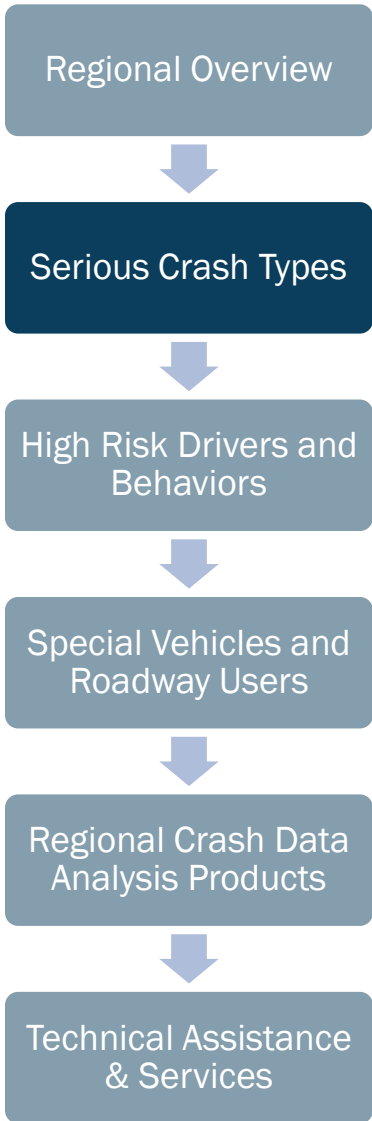 Regional Overview
Serious Crash Types
High Risk Drivers and
Behaviors
Special Vehicles and
Roadway Users
Regional Crash Data
Analysis Products
Technical Assistance
& Services